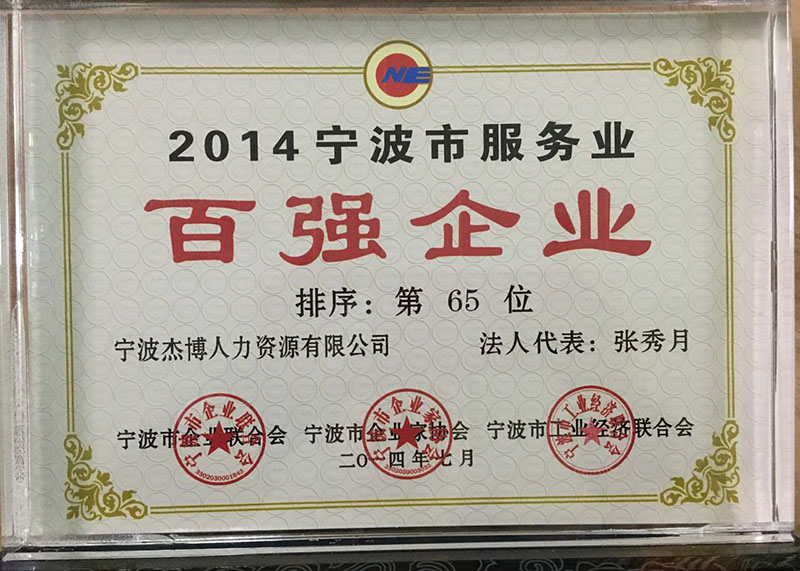 NE
2014宁波市服务业
百强企业
排序：第 65 位
宁波杰博人力资源有限公司 法人代表：张秀月
宁波市企业联合会 宁波市企业家协会 宁波市工业经济联合会
二〇一四年七月